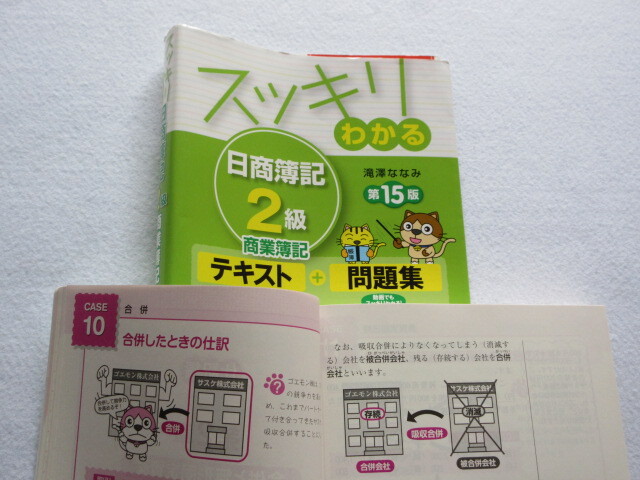 スッキリ
わかる
日商簿記
2級
商業簿記
滝澤ななみ
第15版
テキスト + 問題集
CASE
10
合併
合併したときの仕訳
ゴエモン㈱
サスケ株式会社
合併
なお、吸収合併によりなくなってしまう（消滅す
る）会社を被合併会社、残る（存続する）会社を合併
会社といいます。
ゴエモン㈱
サスケ株式会社
存続
消滅
吸収合併
合併会社
被合併会社